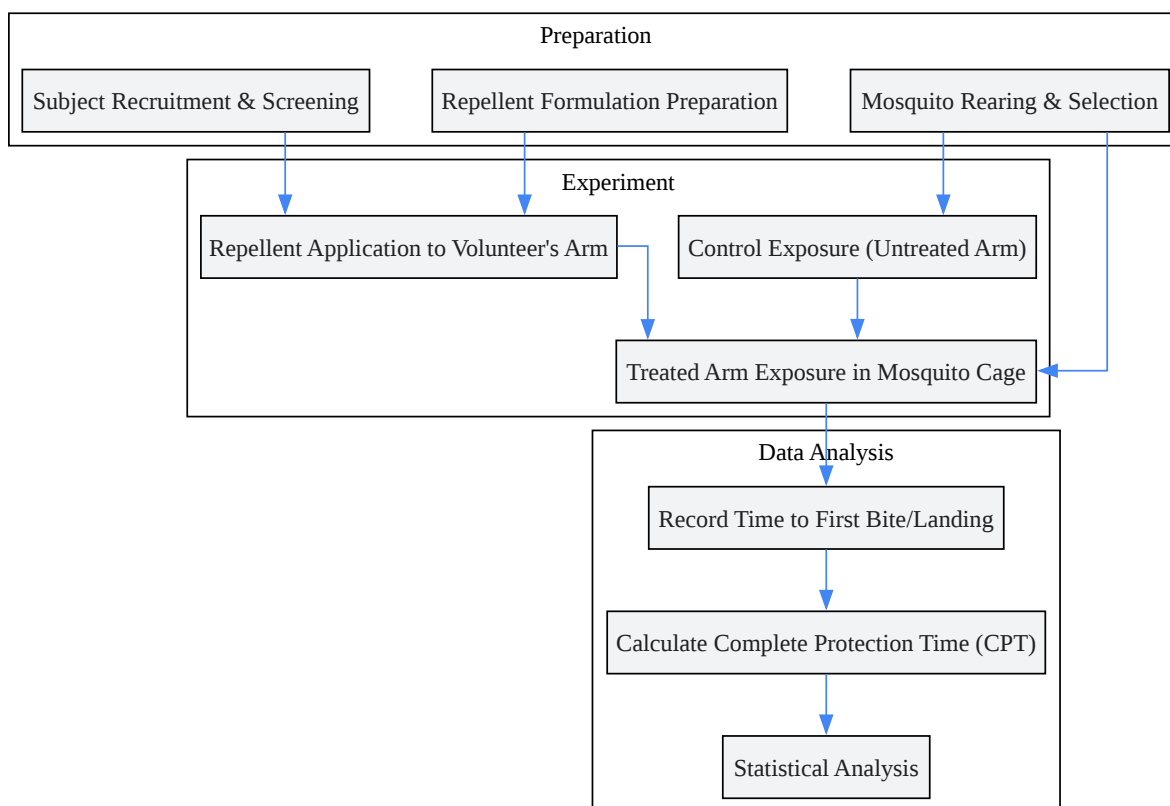 Preparation
Subject Recruitment & Screening
Repellent Formulation Preparation
Mosquito Rearing & Selection
Experiment
Repellent Application to Volunteer's Arm
Control Exposure (Untreated Arm)
Treated Arm Exposure in Mosquito Cage
Data Analysis
Record Time to First Bite/Landing
Calculate Complete Protection Time (CPT)
Statistical Analysis